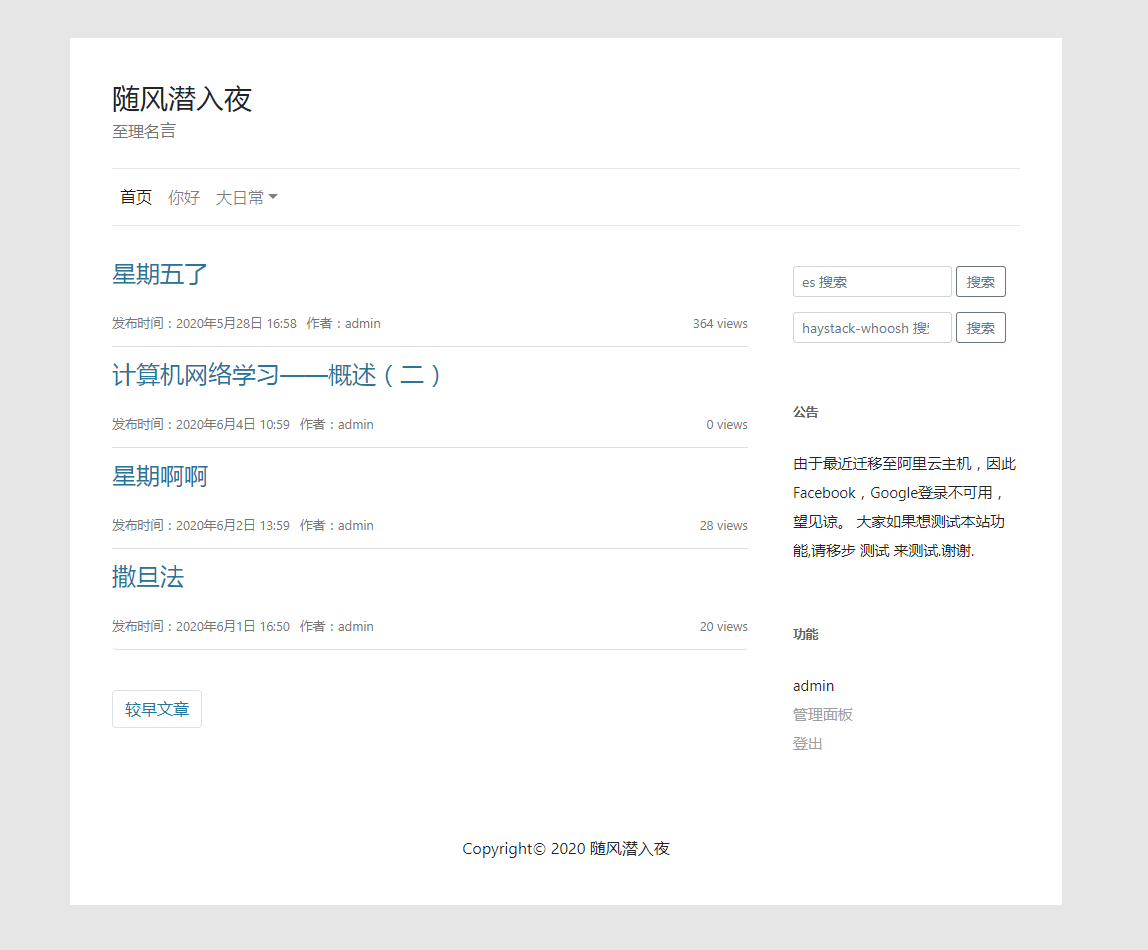 随风潜入夜
至理名言
首页 你好 大日常
星期五了
发布时间：2020年5月28日 16:58 作者：admin 364 views
计算机网络学习——概述（二）
发布时间：2020年6月4日 10:59 作者：admin 0 views
星期啊啊
发布时间：2020年6月2日 13:59 作者：admin 28 views
撒旦法
发布时间：2020年6月1日 16:50 作者：admin 20 views
较早文章
es 搜索 搜索
haystack-whoosh 搜 搜索
公告
由于最近迁移至阿里云主机，因此
Facebook，Google登录不可用，
望见谅。 大家如果想测试本站功
能,请移步 测试 来测试.谢谢.
功能
admin
管理面板
登出
Copyright© 2020 随风潜入夜